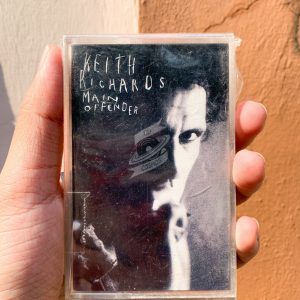 KEITH
RICHARDS
MAIN
OFFENDER